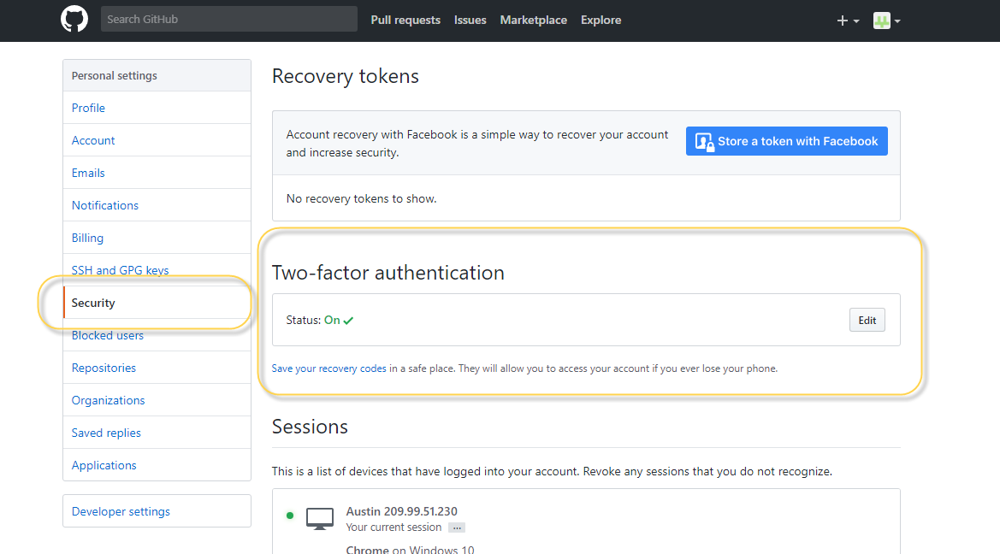 Search GitHub
Pull requests Issues Marketplace Explore
Personal settings
Profile
Account
Emails
Notifications
Billing
SSH and GPG keys
Security
Blocked users
Repositories
Organizations
Saved replies
Applications
Developer settings
Recovery tokens
Account recovery with Facebook is a simple way to recover your account
and increase security.
Store a token with Facebook
No recovery tokens to show.
Two-factor authentication
Status: On
Edit
Save your recovery codes in a safe place. They will allow you to access your account if you ever lose your phone.
Sessions
This is a list of devices that have logged into your account. Revoke any sessions that you do not recognize.
Austin 209.99.51.230
Your current session ...
Chrome on Windows 10